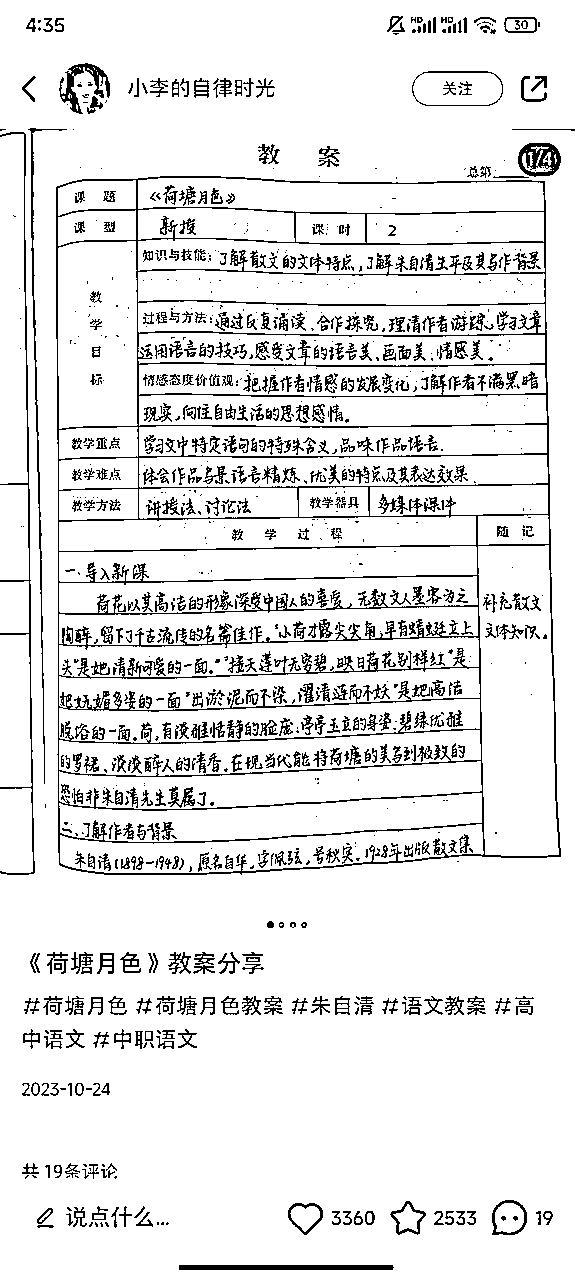 4:35
30
小李的自律时光
关注
教 案
总第
1/4
课 题 《荷塘月色》
课 型 新授 课 时 2
教学目标
知识与技能：了解散文的文体特点，了解朱自清生平及其写作背景
过程与方法：通过反复诵读、合作探究，理清作者游踪，学习文章
运用语言的技巧，感受文章的语言美、画面美、情感美。
情感态度价值观：把握作者情感的发展变化，了解作者不满黑暗
现实，向往自由生活的思想感情。
教学重点 学习文中特定语句的特殊含义，品味作品语言.
教学难点 体会作品写景语言精炼、优美的特点及其表达效果.
教学方法 讲授法、讨论法 教学器具 多媒体课件
教 学 过 程 随 记
一.导入新课
荷花以其高洁的形象深受中国人的喜爱，无数文人墨客为之
陶醉，留下了千古流传的名篇佳作。"小荷才露尖尖角，早有蜻蜓立上
头"是她清新可爱的一面."接天莲叶无穷碧，映日荷花别样红"是
她妩媚多姿的一面"出淤泥而不染，濯清涟而不妖"是她高洁
脱俗的一面.荷，有淡雅恬静的脸庞；亭亭玉立的身姿；碧绿优雅
的罗裙、淡淡醉人的清香。在现当代能将荷塘的美写到极致的
恐怕非朱自清先生莫属了。
二、了解作者与背景
朱自清(1898-1948)，原名自华，字佩弦，号秋实.1928年出版散文集
补充散文
文体知识。
《荷塘月色》教案分享
#荷塘月色 #荷塘月色教案 #朱自清 #语文教案 #高
中语文 #中职语文
2023-10-24
共 19条评论
说点什么...
3360
2533
19